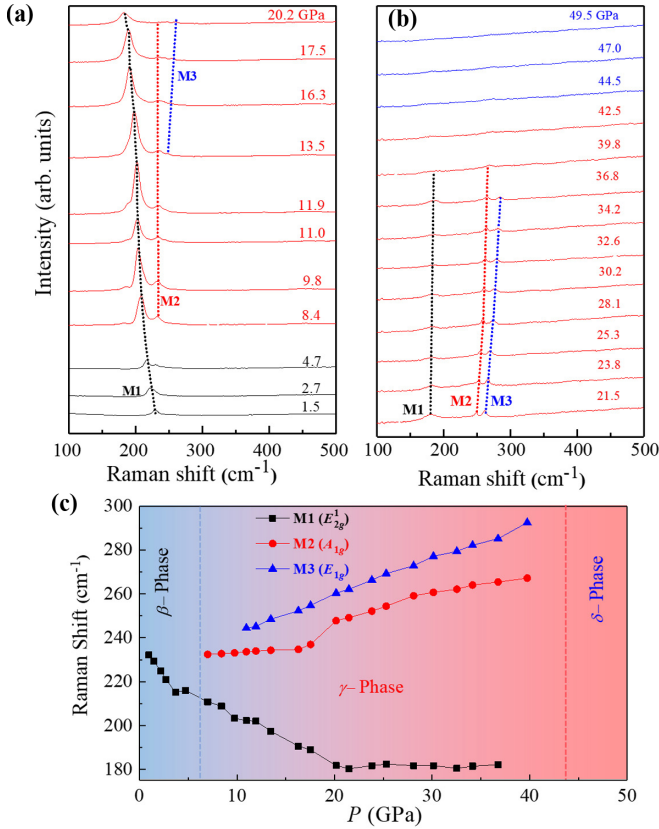 (a)
20.2 GPa
17.5
M3
16.3
13.5
11.9
11.0
9.8
M2
8.4
4.7
M1
2.7
1.5
Intensity (arb. units)
100 200 300 400 500
Raman shift (cm⁻¹)
(b)
49.5 GPa
47.0
44.5
42.5
39.8
36.8
34.2
32.6
30.2
28.1
25.3
23.8
M1 M2 M3
21.5
100 200 300 400 500
Raman shift (cm⁻¹)
(c)
300
280
260
240
220
200
180
Raman Shift (cm⁻¹)
β– Phase
M1 (E¹₂g)
M2 (A₁g)
M3 (E₁g)
γ– Phase
δ– Phase
0 10 20 30 40 50
P (GPa)